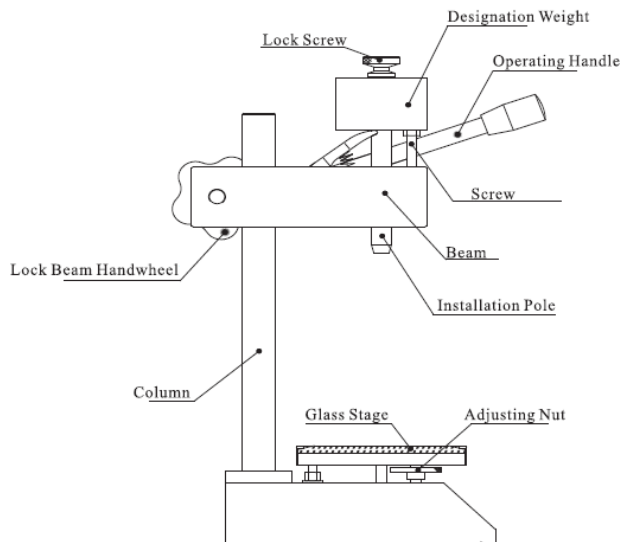 Designation Weight
Lock Screw
Operating Handle
Screw
Beam
Lock Beam Handwheel
Installation Pole
Column
Glass Stage
Adjusting Nut